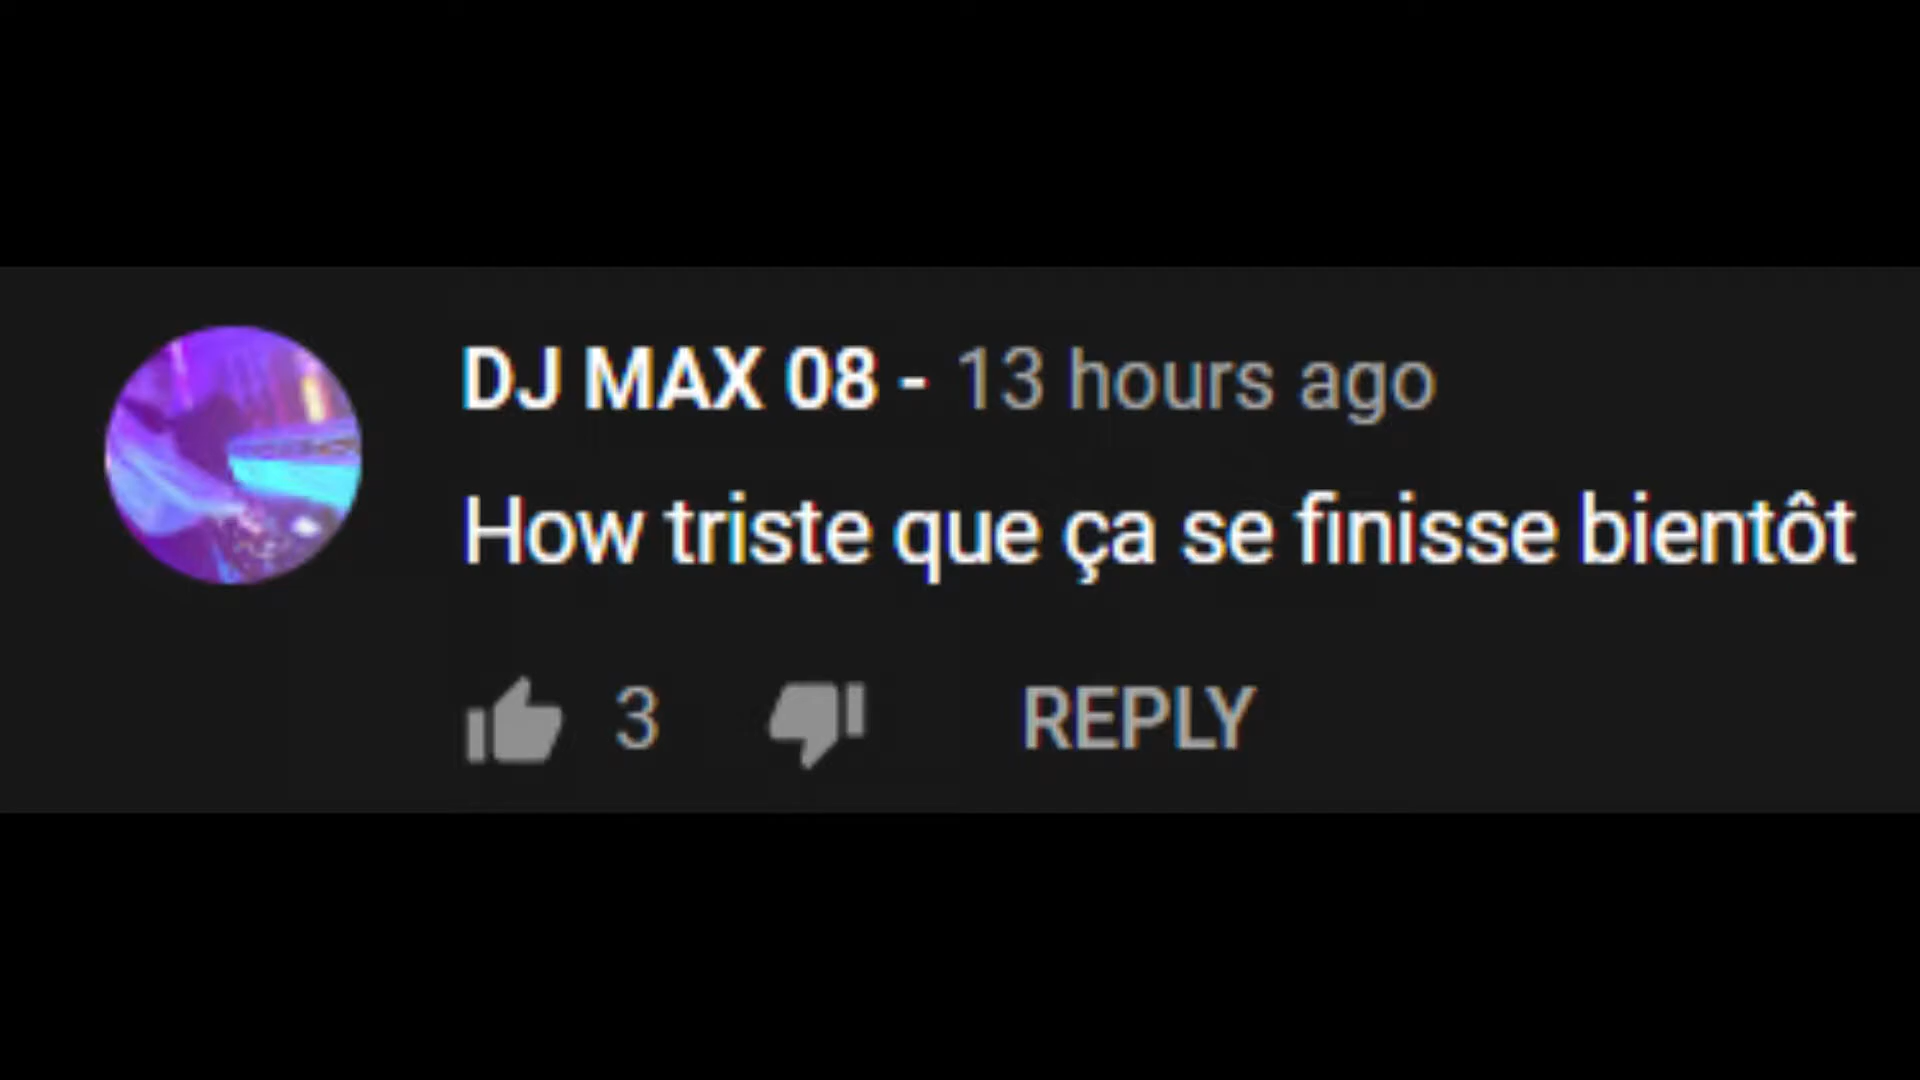 DJ MAX 08 - 13 hours ago
How triste que ça se finisse bientôt
3 REPLY